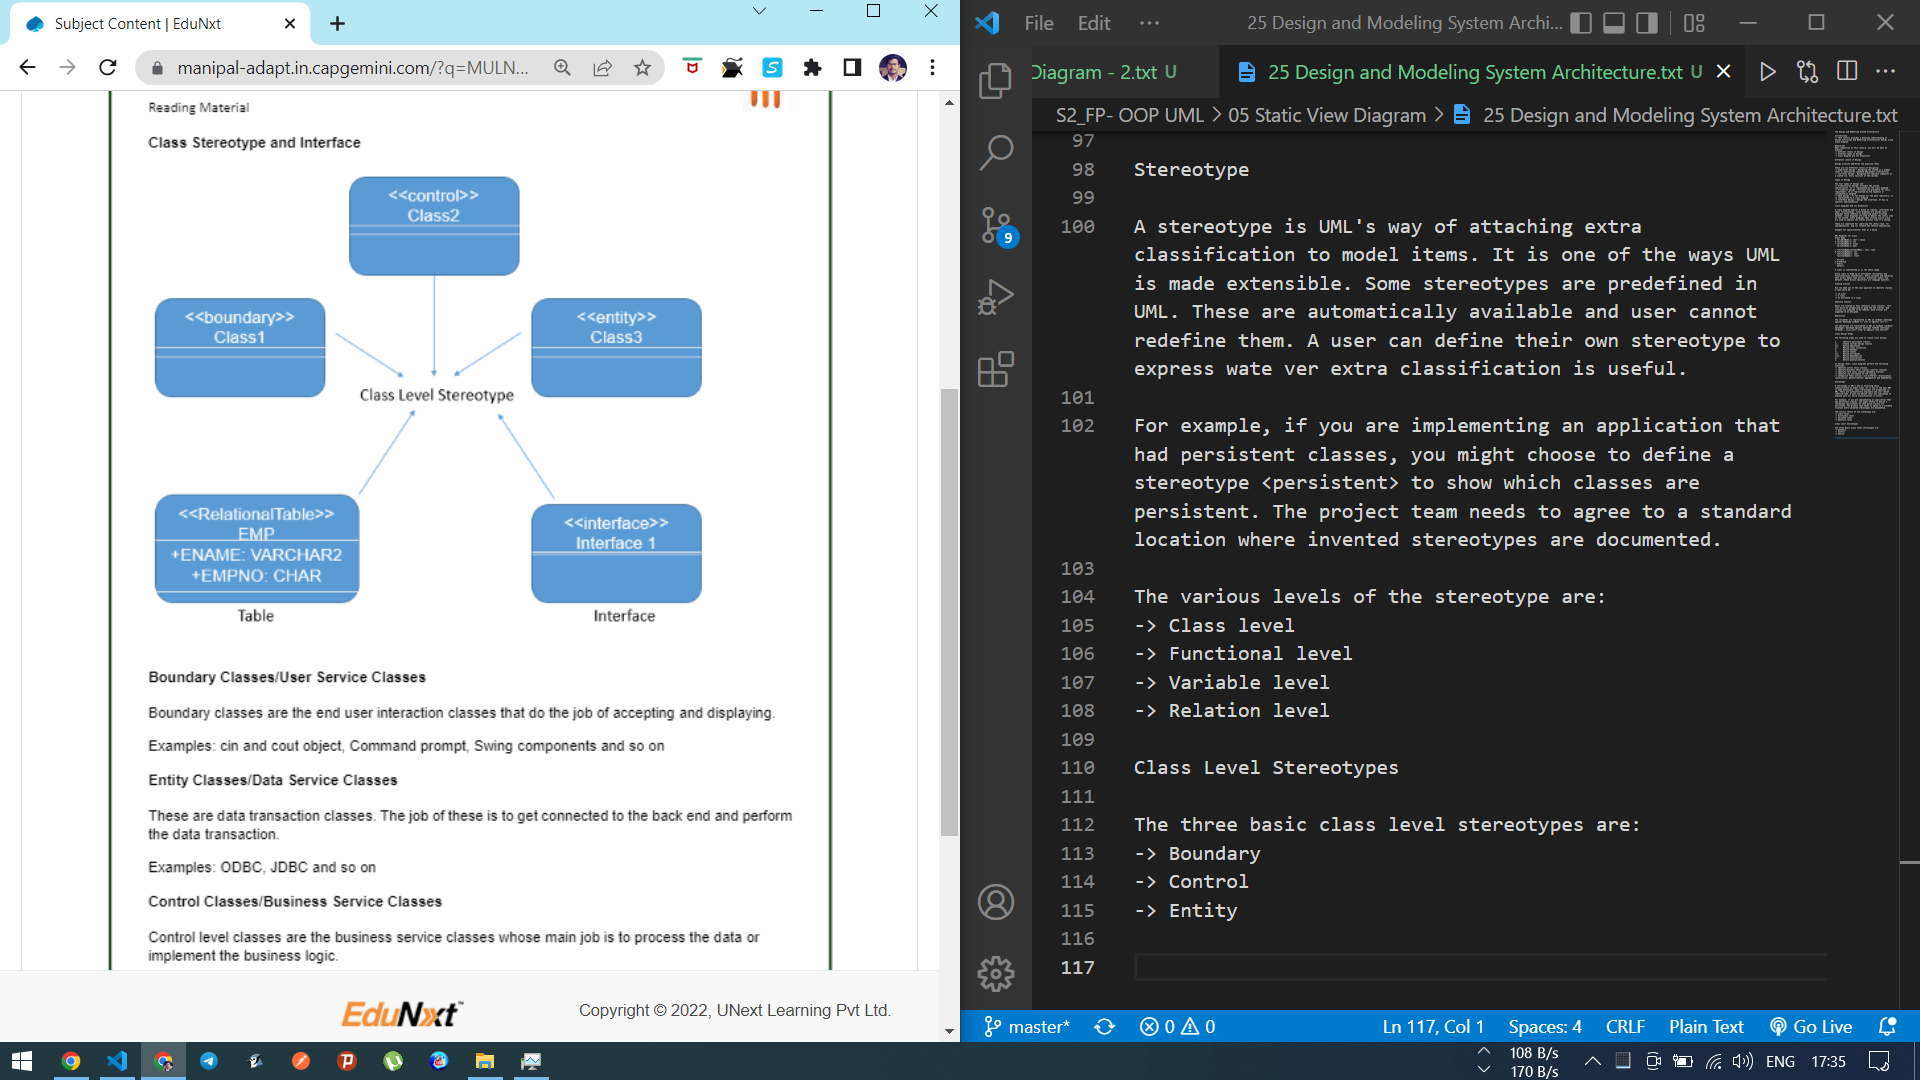 Subject Content | EduNxt
manipal-adapt.in.capgemini.com/?q=MULN...
Reading Material
Class Stereotype and Interface
<<control>>
Class2
<<boundary>>
Class1
<<entity>>
Class3
Class Level Stereotype
<<RelationalTable>>
EMP
+ENAME: VARCHAR2
+EMPNO: CHAR
Table
<<interface>>
Interface 1
Interface
Boundary Classes/User Service Classes
Boundary classes are the end user interaction classes that do the job of accepting and displaying.
Examples: cin and cout object, Command prompt, Swing components and so on
Entity Classes/Data Service Classes
These are data transaction classes. The job of these is to get connected to the back end and perform
the data transaction.
Examples: ODBC, JDBC and so on
Control Classes/Business Service Classes
Control level classes are the business service classes whose main job is to process the data or
implement the business logic.
EduNxt™
Copyright © 2022, UNext Learning Pvt Ltd.
File Edit ··· 25 Design and Modeling System Archi...
Diagram - 2.txt U
25 Design and Modeling System Architecture.txt U
S2_FP- OOP UML > 05 Static View Diagram > 25 Design and Modeling System Architecture.txt
97
98 Stereotype
99
100 A stereotype is UML's way of attaching extra
classification to model items. It is one of the ways UML
is made extensible. Some stereotypes are predefined in
UML. These are automatically available and user cannot
redefine them. A user can define their own stereotype to
express wate ver extra classification is useful.
101
102 For example, if you are implementing an application that
had persistent classes, you might choose to define a
stereotype <persistent> to show which classes are
persistent. The project team needs to agree to a standard
location where invented stereotypes are documented.
103
104 The various levels of the stereotype are:
105 -> Class level
106 -> Functional level
107 -> Variable level
108 -> Relation level
109
110 Class Level Stereotypes
111
112 The three basic class level stereotypes are:
113 -> Boundary
114 -> Control
115 -> Entity
116
117
9
master* 0 0 Ln 117, Col 1 Spaces: 4 CRLF Plain Text Go Live
108 B/s
170 B/s
ENG 17:35